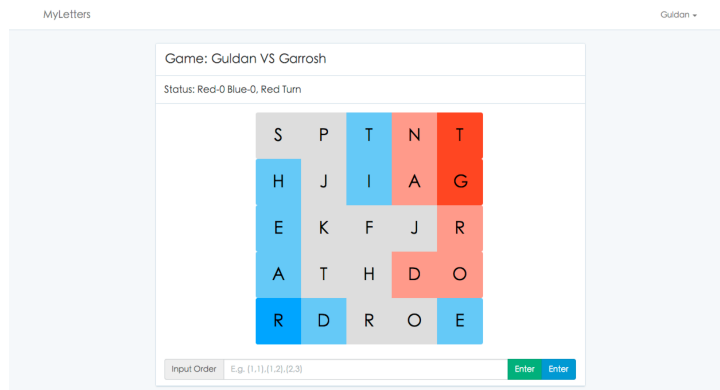 MyLetters Guldan
Game: Guldan VS Garrosh
Status: Red-0 Blue-0, Red Turn
S P T N T
H J I A G
E K F J R
A T H D O
R D R O E
Input Order E.g. (1,1),(1,2),(2,3) Enter Enter